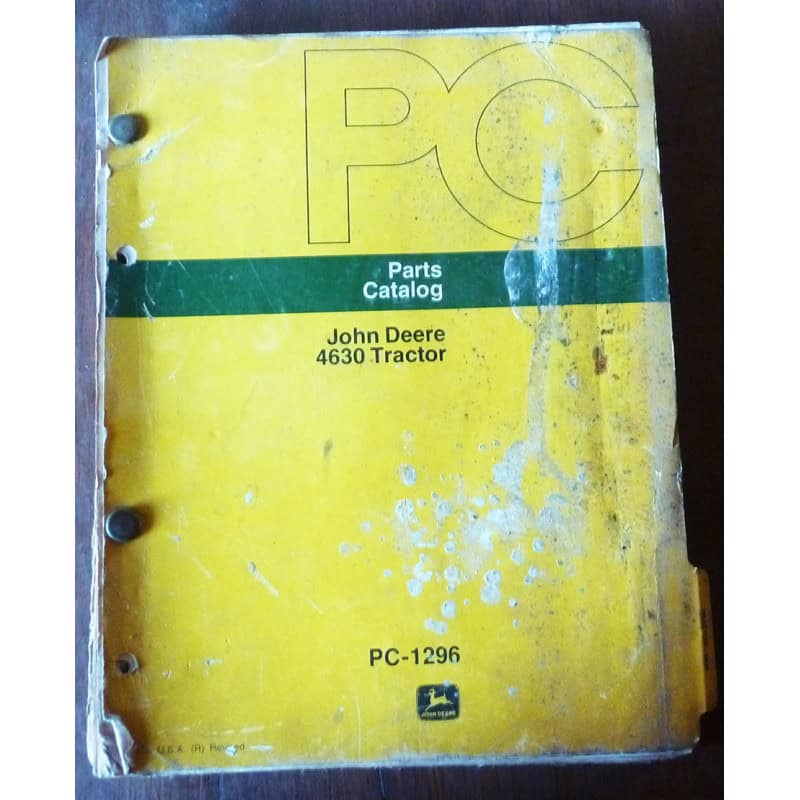 PC
Parts
Catalog
John Deere
4630 Tractor
PC-1296
JOHN DEERE
U.S.A. (R)